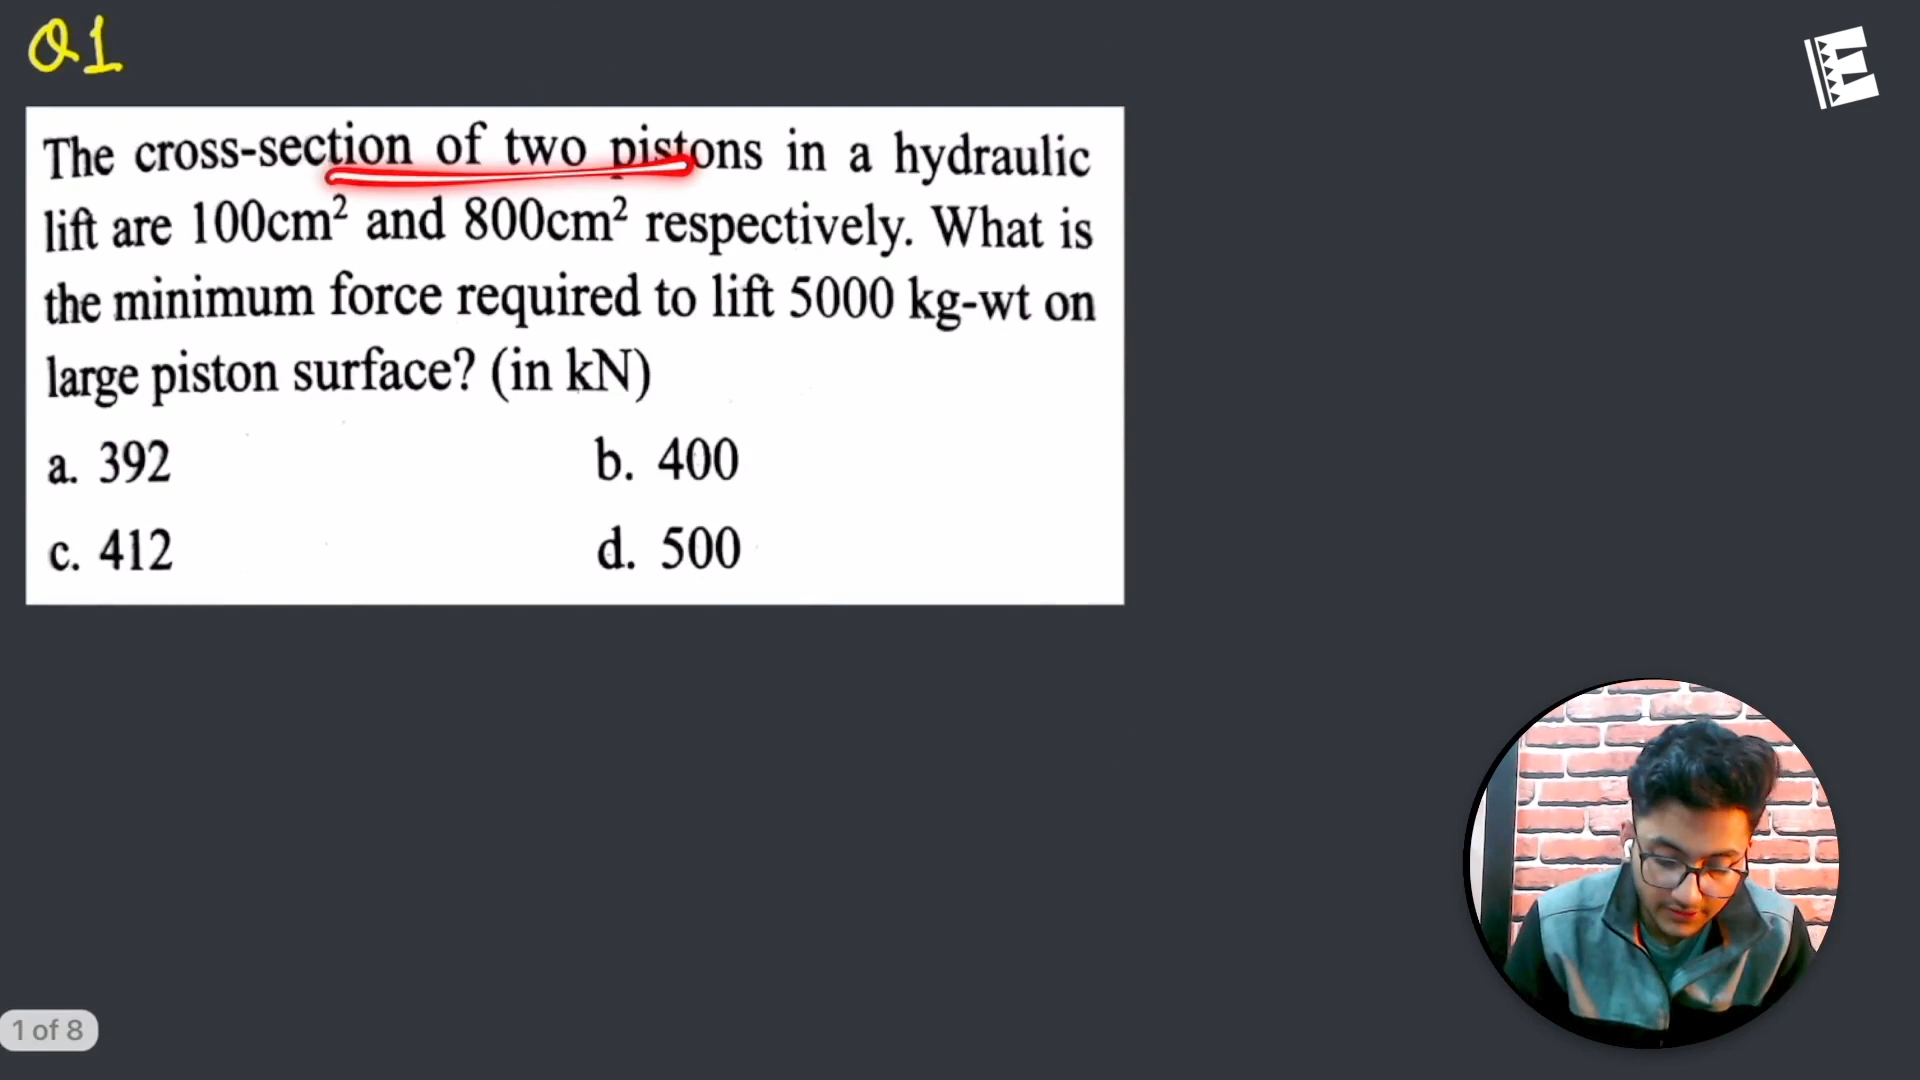 Q1
The cross-section of two pistons in a hydraulic
lift are 100cm² and 800cm² respectively. What is
the minimum force required to lift 5000 kg-wt on
large piston surface? (in kN)
a. 392
b. 400
c. 412
d. 500
1 of 8